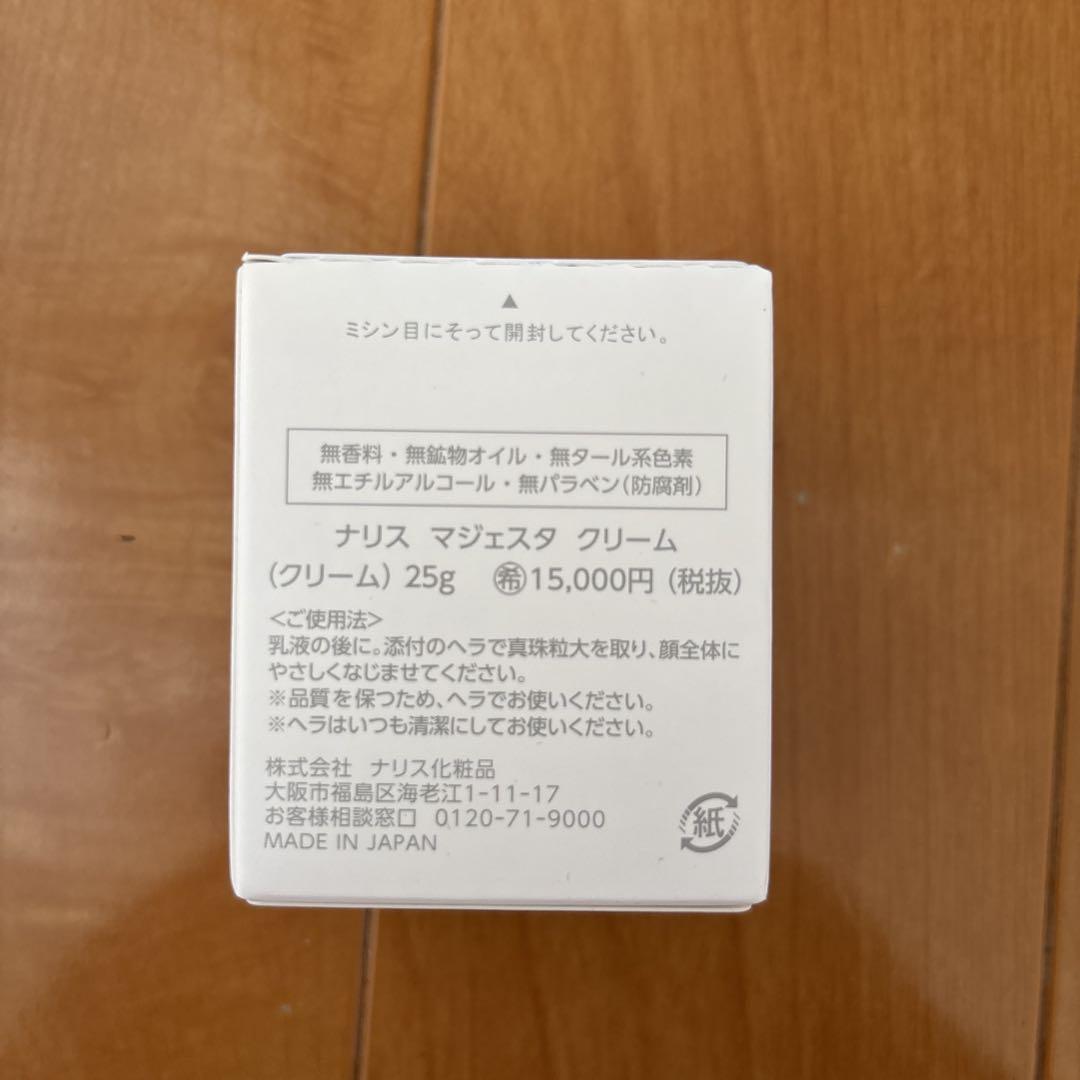 ▲
ミシン目にそって開封してください。
無香料・無鉱物オイル・無タール系色素
無エチルアルコール・無パラベン(防腐剤)
ナリス マジェスタ クリーム
(クリーム) 25g ㊎15,000円 (税抜)
<ご使用法>
乳液の後に。添付のヘラで真珠粒大を取り、顔全体に
やさしくなじませてください。
※品質を保つため、ヘラでお使いください。
※ヘラはいつも清潔にしてお使いください。
株式会社 ナリス化粧品
大阪市福島区海老江1-11-17
お客様相談窓口 0120-71-9000
MADE IN JAPAN
紙